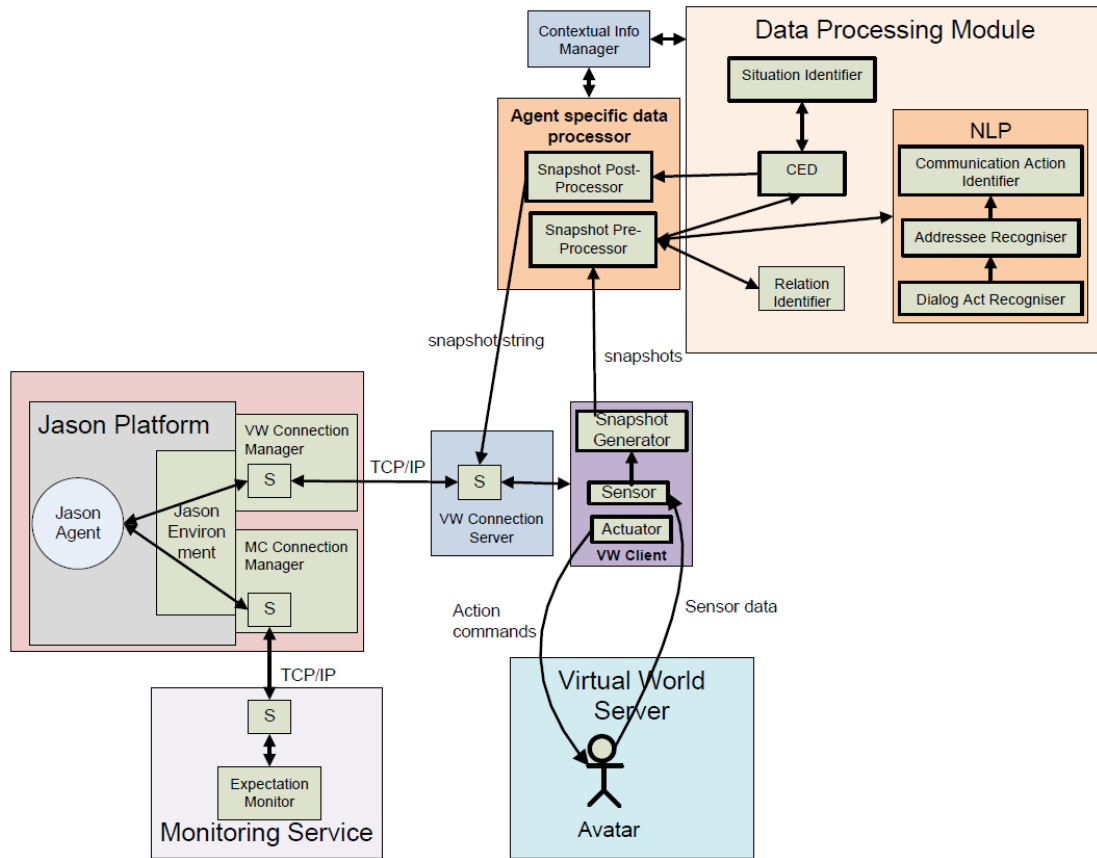 Contextual Info
Manager
Data Processing Module
Situation Identifier
Agent specific data
processor
NLP
Snapshot Post-
Processor
CED
Communication Action
Identifier
Snapshot Pre-
Processor
Addressee Recogniser
Relation
Identifier
Dialog Act Recogniser
snapshot string
snapshots
Jason Platform
VW Connection
Manager
S
Jason
Agent
Jason
Environ
ment
MC Connection
Manager
S
TCP/IP
S
VW Connection
Server
Snapshot
Generator
Sensor
Actuator
VW Client
Action
commands
Sensor data
TCP/IP
S
Expectation
Monitor
Monitoring Service
Virtual World
Server
Avatar